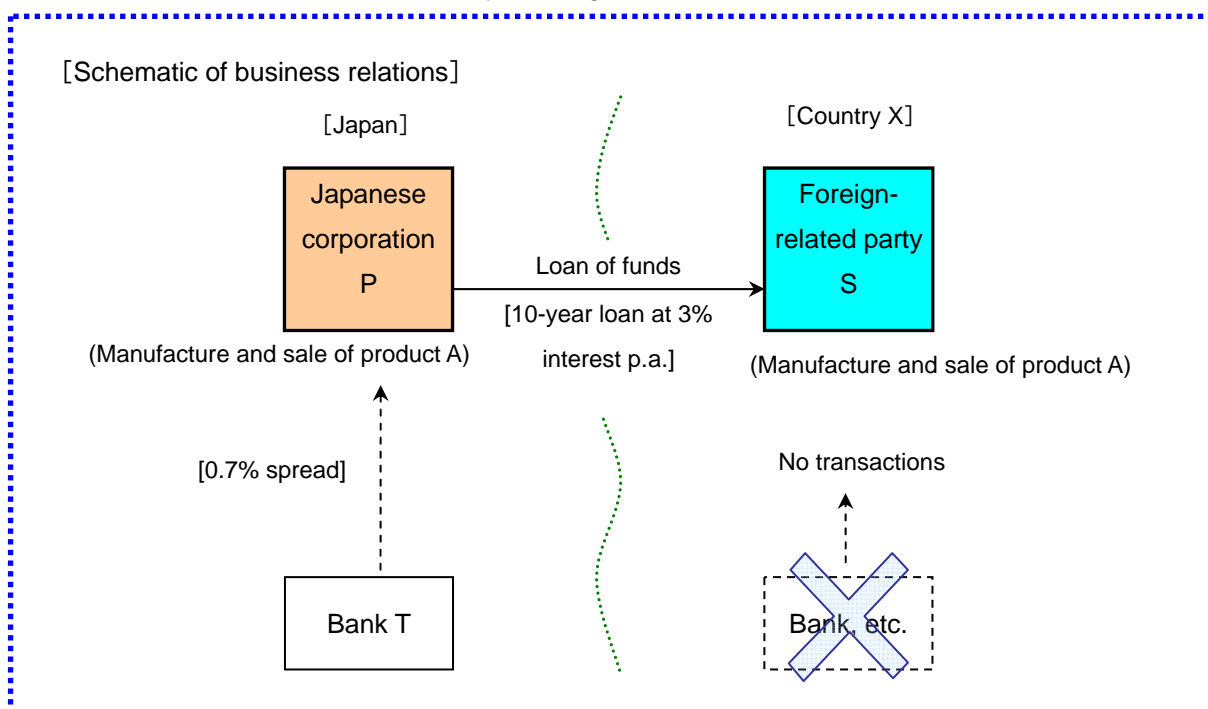 ［Schematic of business relations］
［Japan］
［Country X］
Japanese
corporation
P
Foreign-
related party
S
Loan of funds
[10-year loan at 3%
interest p.a.]
(Manufacture and sale of product A)
(Manufacture and sale of product A)
[0.7% spread]
No transactions
Bank T
Bank, etc.